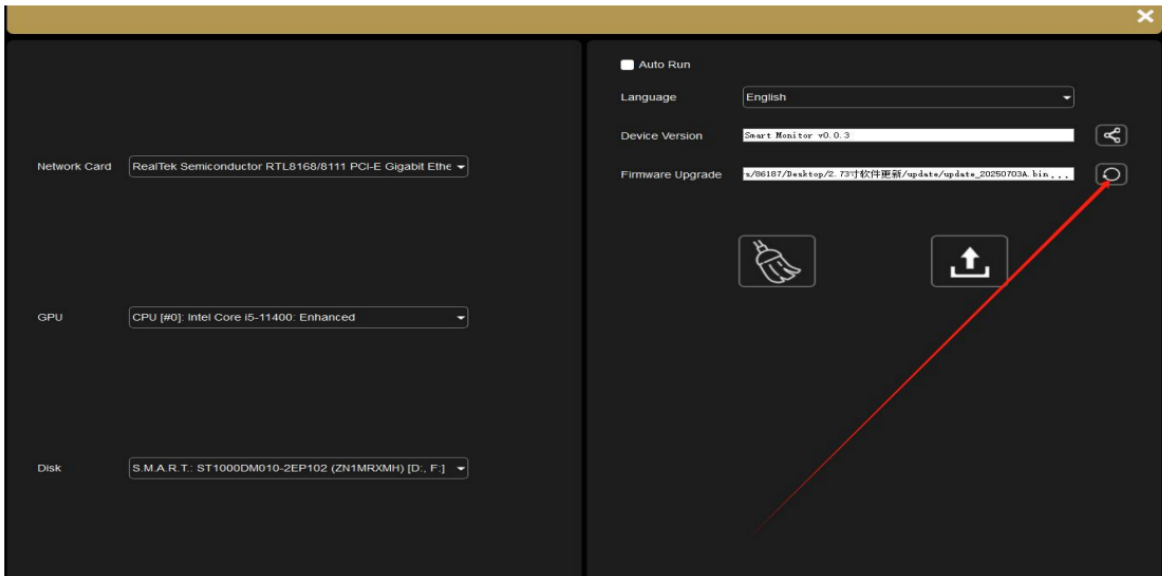 Network Card
RealTek Semiconductor RTL8168/8111 PCI-E Gigabit Ethe
GPU
CPU [#0]: Intel Core i5-11400: Enhanced
Disk
S.M.A.R.T.: ST1000DM010-2EP102 (ZN1MRXMH) [D:, F:]
Auto Run
Language
English
Device Version
Smart Monitor v0.0.3
Firmware Upgrade
s/86187/Desktop/2.73寸软件更新/update/update_20250703A.bin...